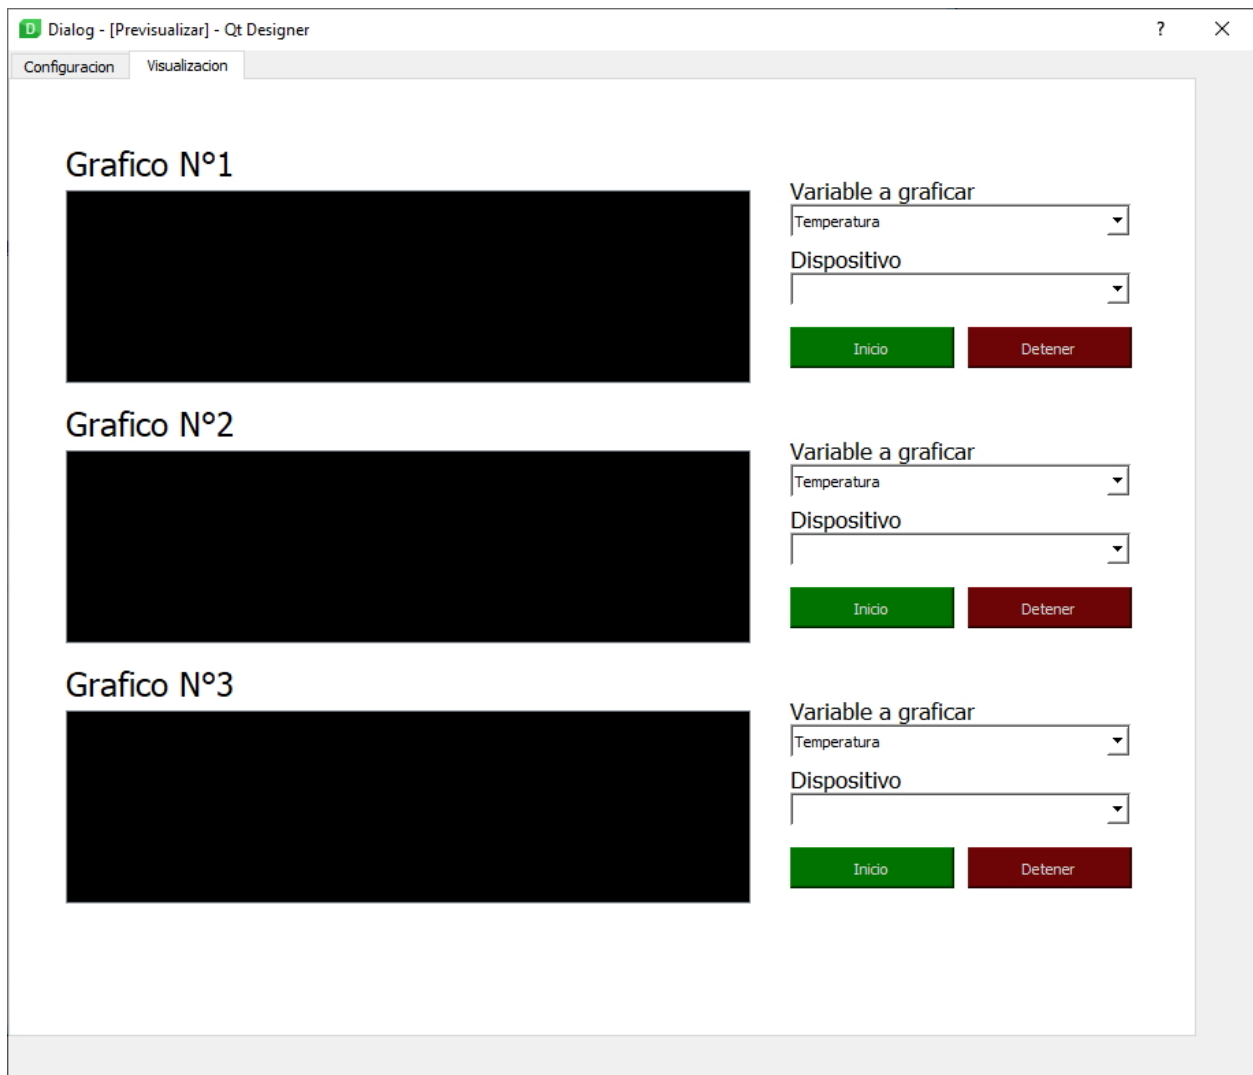 Dialog - [Previsualizar] - Qt Designer
Configuracion Visualizacion
Grafico N°1
Variable a graficar
Temperatura
Dispositivo
Inicio Detener
Grafico N°2
Variable a graficar
Temperatura
Dispositivo
Inicio Detener
Grafico N°3
Variable a graficar
Temperatura
Dispositivo
Inicio Detener